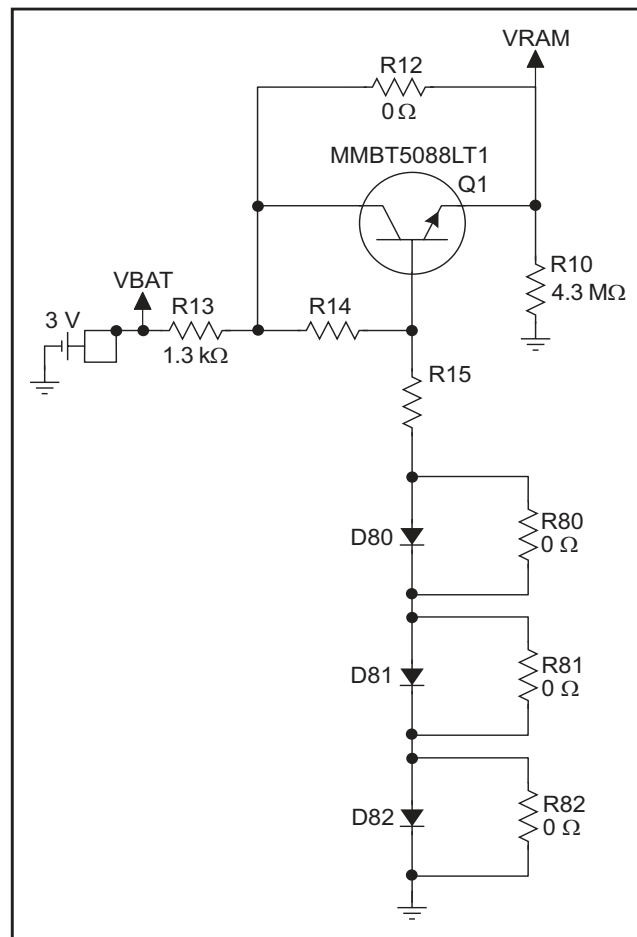 VRAM
R12
0 Ω
MMBT5088LT1
Q1
R10
4.3 MΩ
VBAT
3 V
R13
1.3 kΩ
R14
R15
D80
R80
0 Ω
D81
R81
0 Ω
D82
R82
0 Ω